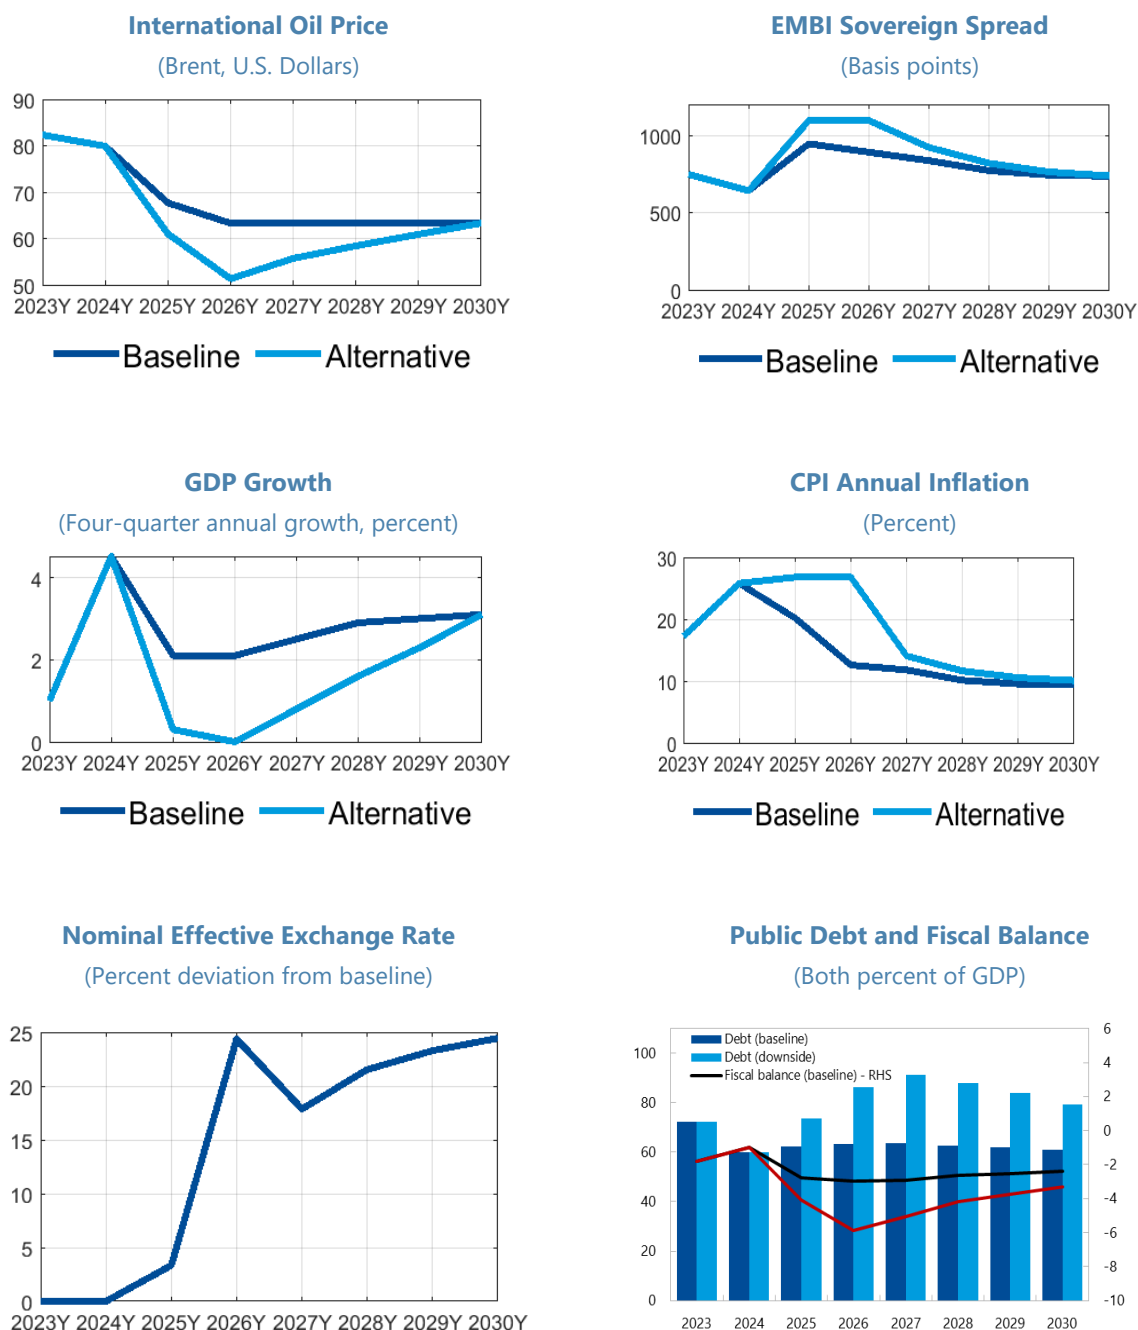 International Oil Price
(Brent, U.S. Dollars)
90
80
70
60
50
2023Y 2024Y 2025Y 2026Y 2027Y 2028Y 2029Y 2030Y
Baseline Alternative
EMBI Sovereign Spread
(Basis points)
1000
500
0
2023Y 2024Y 2025Y 2026Y 2027Y 2028Y 2029Y 2030Y
Baseline Alternative
GDP Growth
(Four-quarter annual growth, percent)
4
2
0
2023Y 2024Y 2025Y 2026Y 2027Y 2028Y 2029Y 2030Y
Baseline Alternative
CPI Annual Inflation
(Percent)
30
20
10
0
2023Y 2024Y 2025Y 2026Y 2027Y 2028Y 2029Y 2030Y
Baseline Alternative
Nominal Effective Exchange Rate
(Percent deviation from baseline)
25
20
15
10
5
0
2023Y 2024Y 2025Y 2026Y 2027Y 2028Y 2029Y 2030Y
Public Debt and Fiscal Balance
(Both percent of GDP)
Debt (baseline)
Debt (downside)
Fiscal balance (baseline) - RHS
100
80
60
40
20
0
6
4
2
0
-2
-4
-6
-8
-10
2023 2024 2025 2026 2027 2028 2029 2030